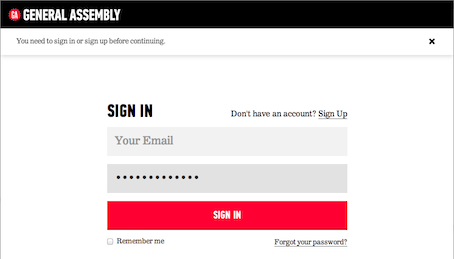 GA GENERAL ASSEMBLY
You need to sign in or sign up before continuing. ×
SIGN IN Don't have an account? Sign Up
Your Email
•••••••••••••
SIGN IN
Remember me Forgot your password?